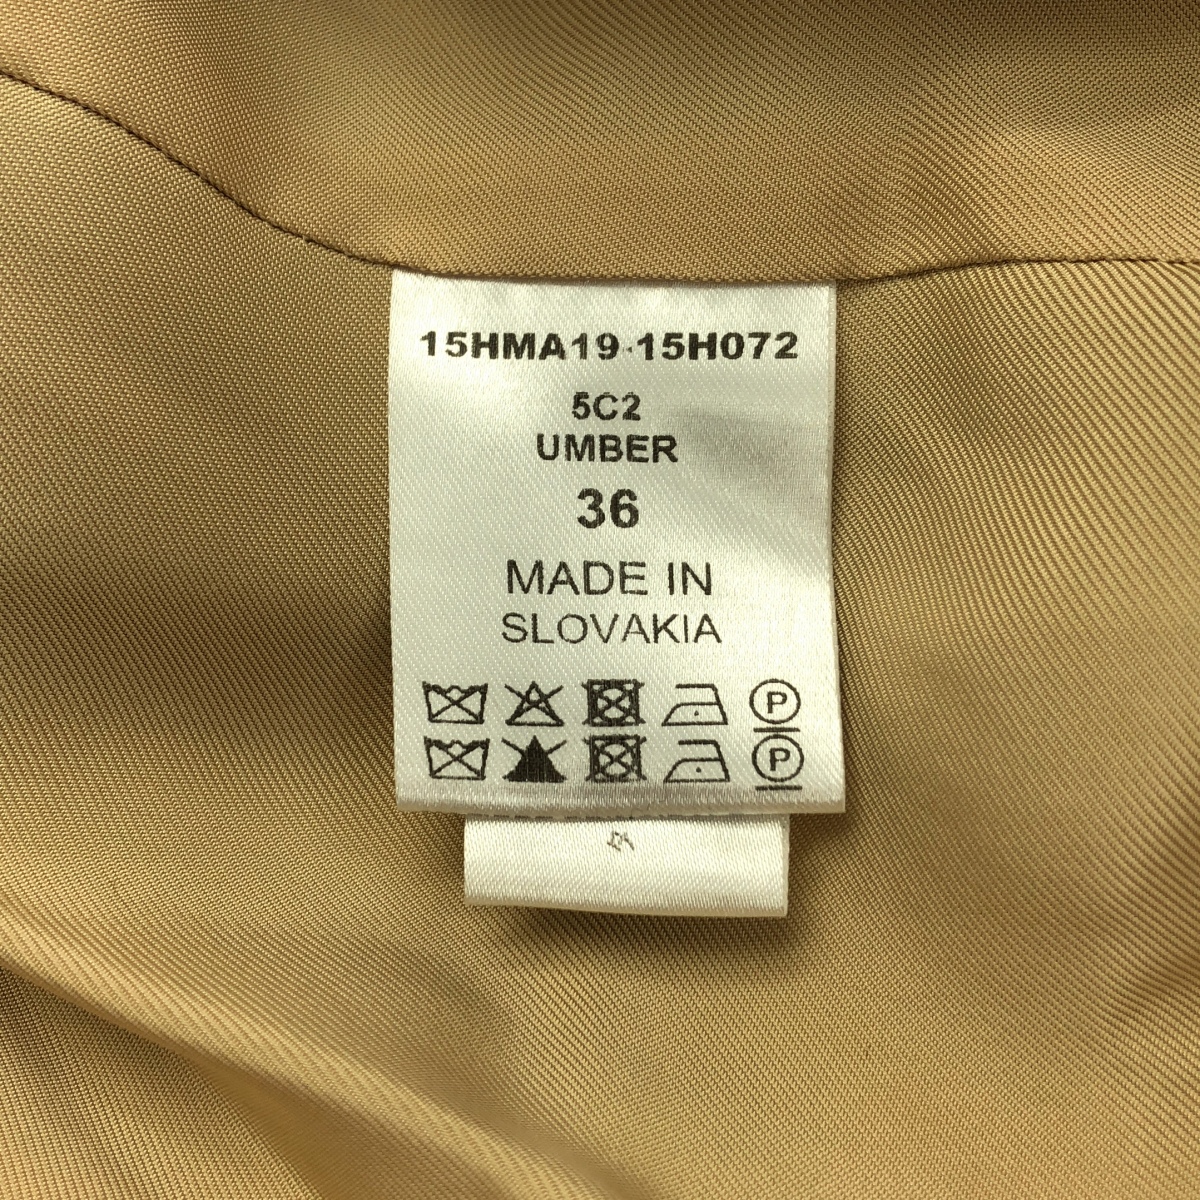 15HMA19-15H072
5C2
UMBER
36
MADE IN
SLOVAKIA
P
P